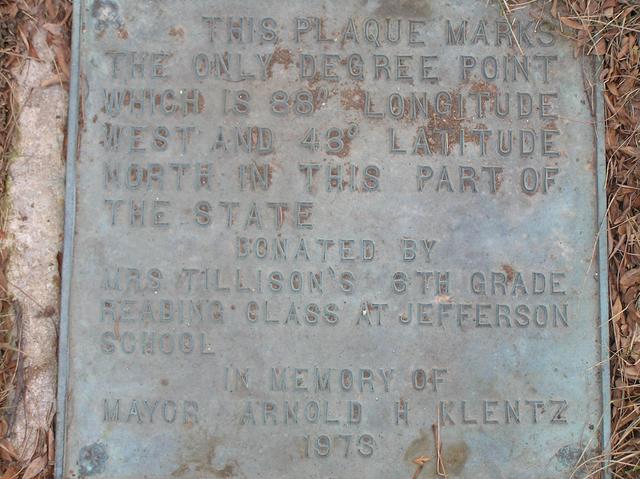 THIS PLAQUE MARKS
THE ONLY DEGREE POINT
WHICH IS 88° LONGITUDE
WEST AND 43° LATITUDE
NORTH IN THIS PART OF
THE STATE
DONATED BY
MRS TILLISON'S 6TH GRADE
READING CLASS AT JEFFERSON
SCHOOL
IN MEMORY OF
MAYOR ARNOLD H KLENTZ
1978